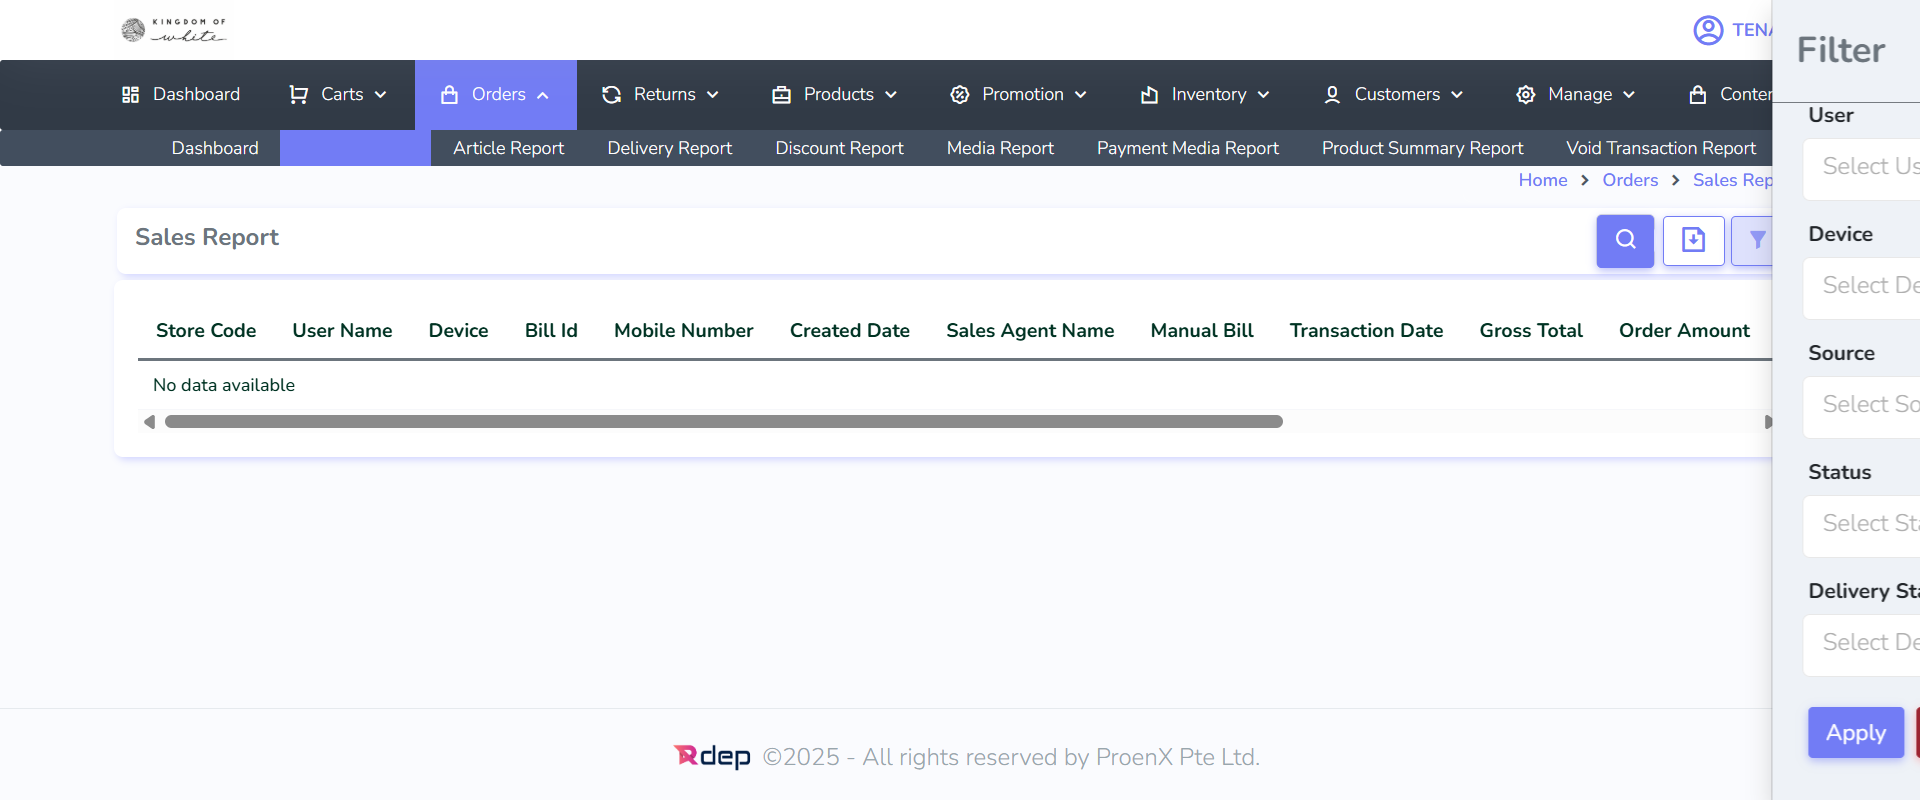 KINGDOM OF
white
TENA
Filter
Dashboard Carts Orders Returns Products Promotion Inventory Customers Manage Conten
Dashboard Article Report Delivery Report Discount Report Media Report Payment Media Report Product Summary Report Void Transaction Report
Home > Orders > Sales Rep
Sales Report
Store Code User Name Device Bill Id Mobile Number Created Date Sales Agent Name Manual Bill Transaction Date Gross Total Order Amount
No data available
User
Select Us
Device
Select De
Source
Select So
Status
Select Sta
Delivery Sta
Select De
Apply
Rdep ©2025 - All rights reserved by ProenX Pte Ltd.